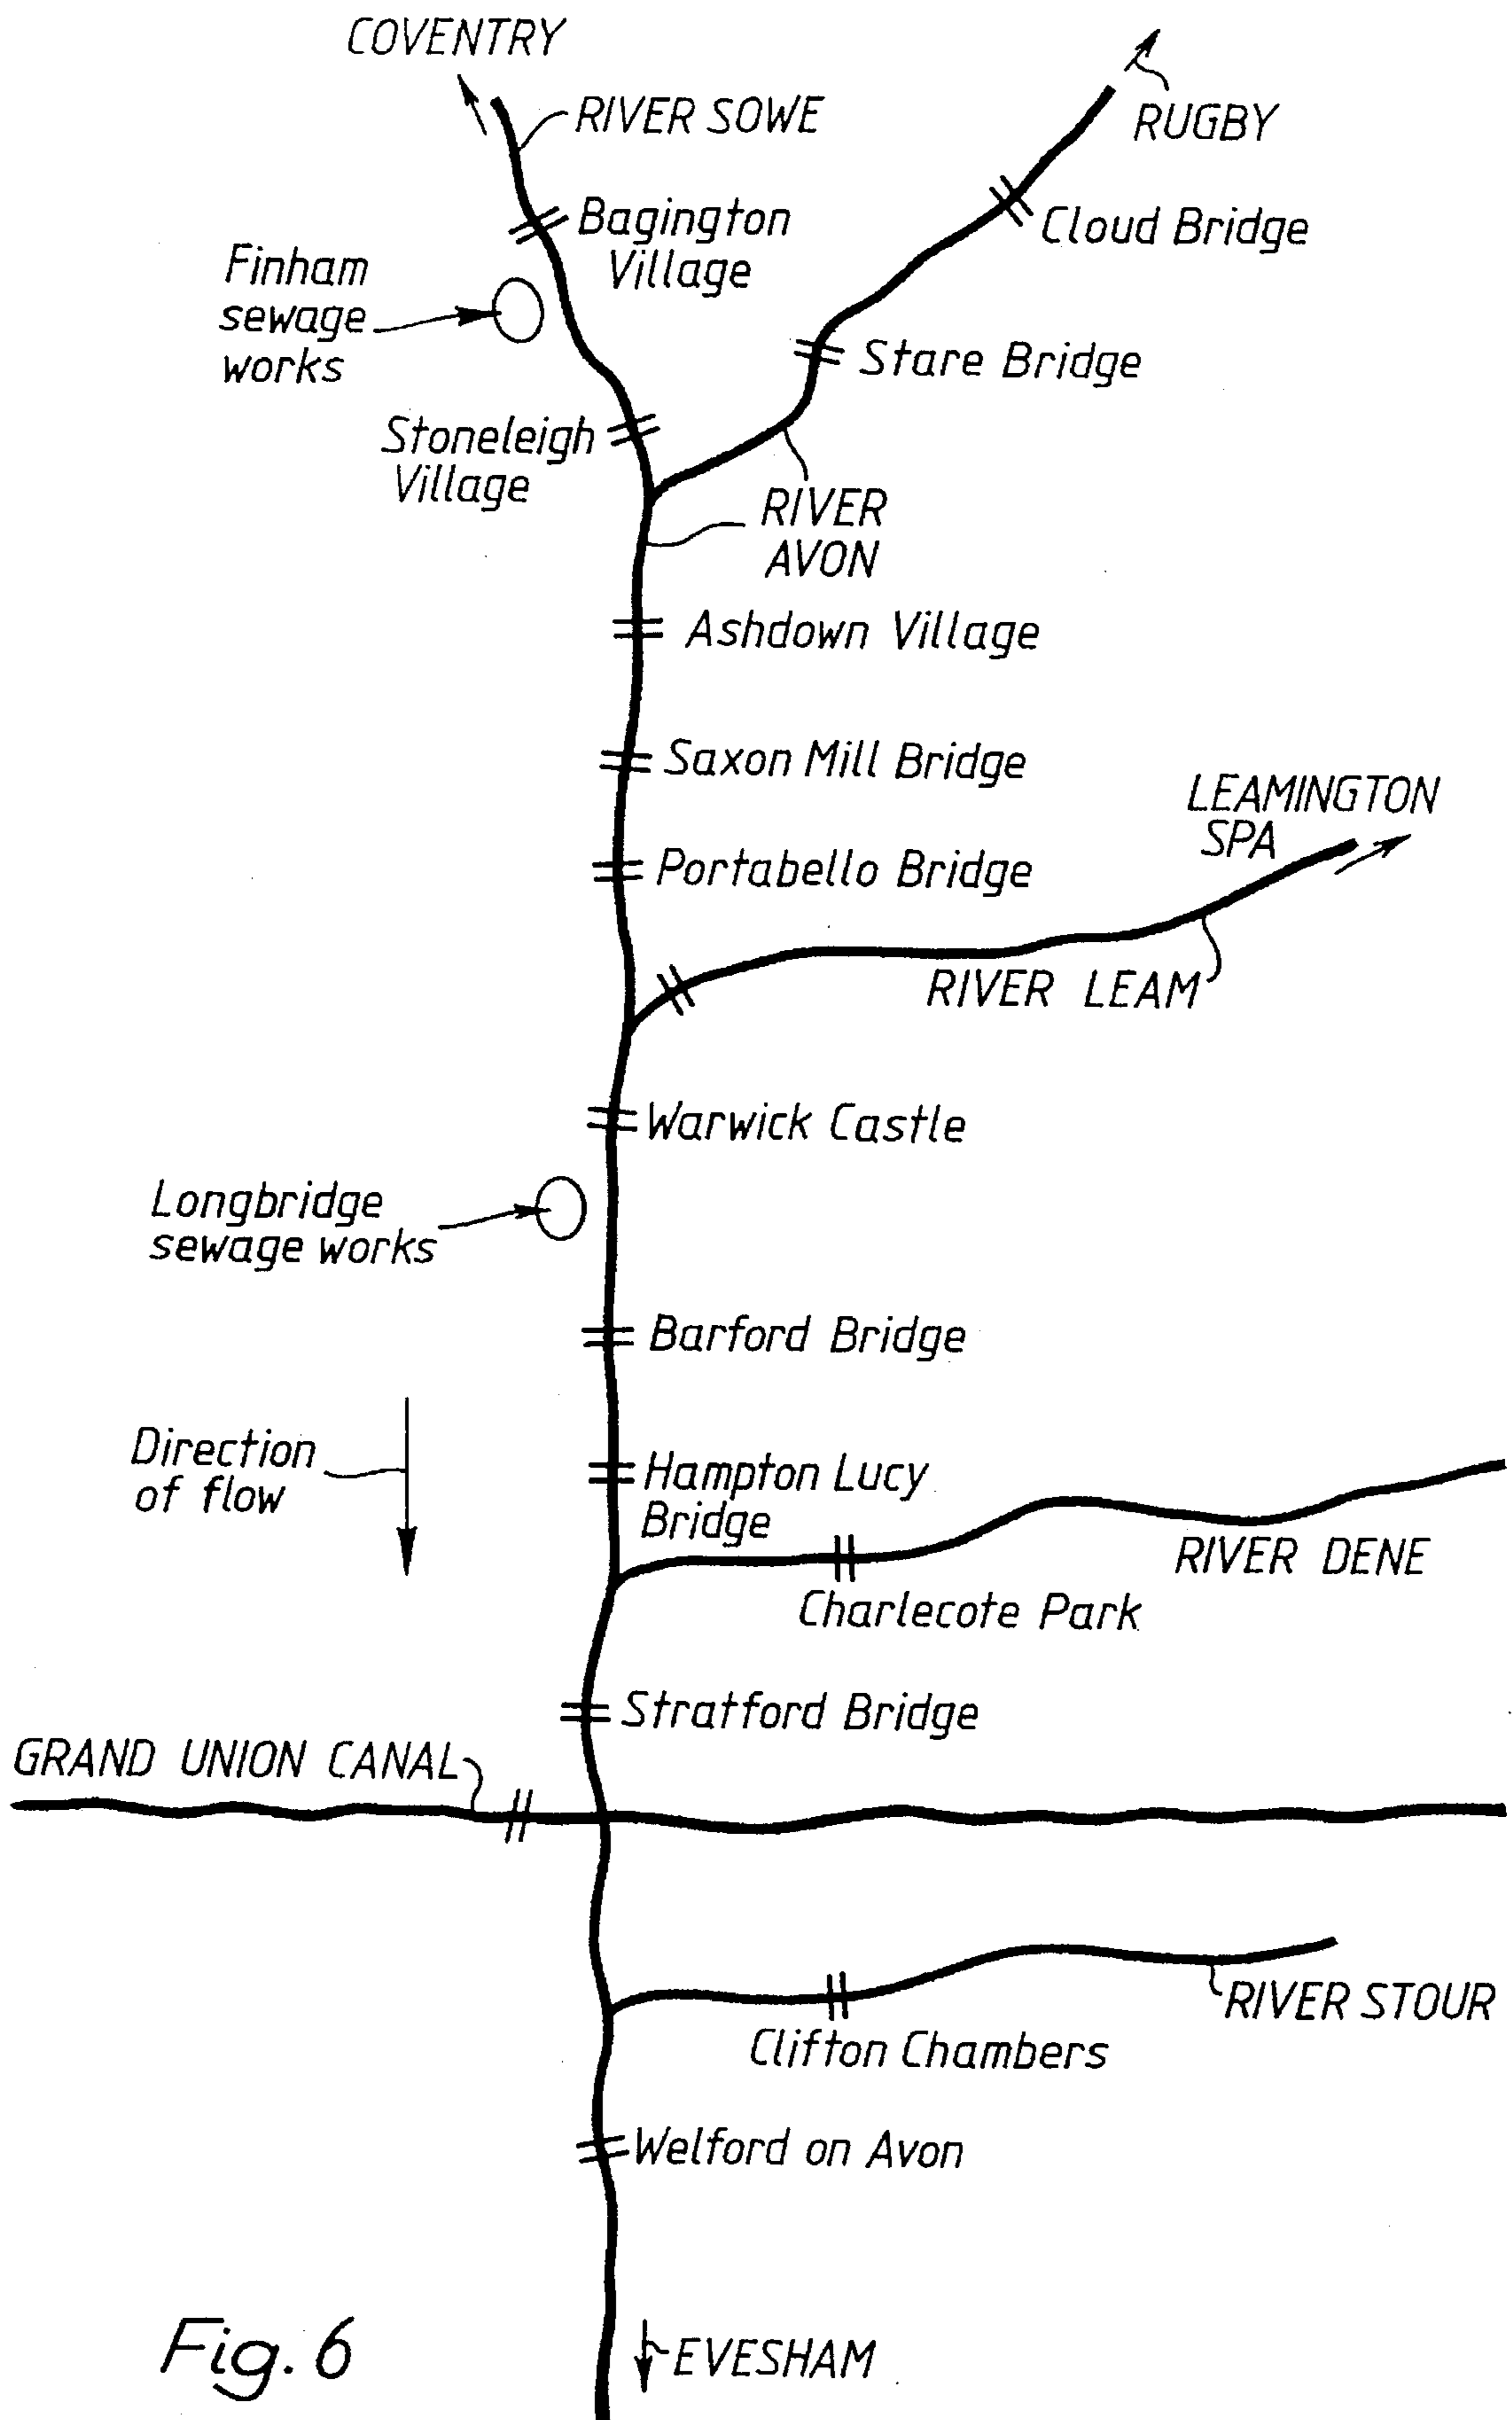 COVENTRY
RIVER SOWE
RUGBY
Bagington
Village
Cloud Bridge
Finham
sewage
works
Stare Bridge
Stoneleigh
Village
RIVER
AVON
Ashdown Village
Saxon Mill Bridge
LEAMINGTON
SPA
Portabello Bridge
RIVER LEAM
Warwick Castle
Longbridge
sewage works
Barford Bridge
Direction
of flow
Hampton Lucy
Bridge
RIVER DENE
Charlecote Park
Stratford Bridge
GRAND UNION CANAL
RIVER STOUR
Clifton Chambers
Welford on Avon
Fig. 6
EVESHAM